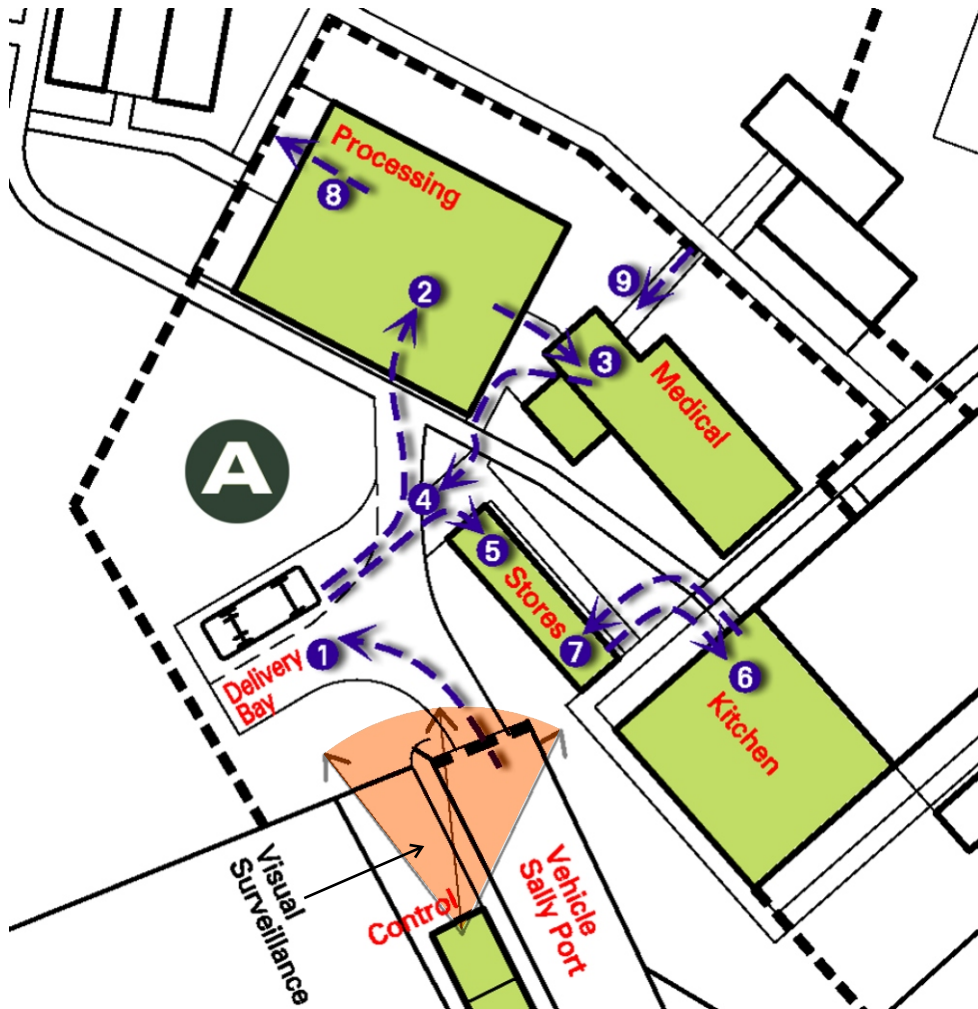 Processing
8
2
9
3
Medical
A
4
5
Stores
1
7
6
Delivery
Bay
Kitchen
Visual
Surveillance
Control
Vehicle
Sally Port